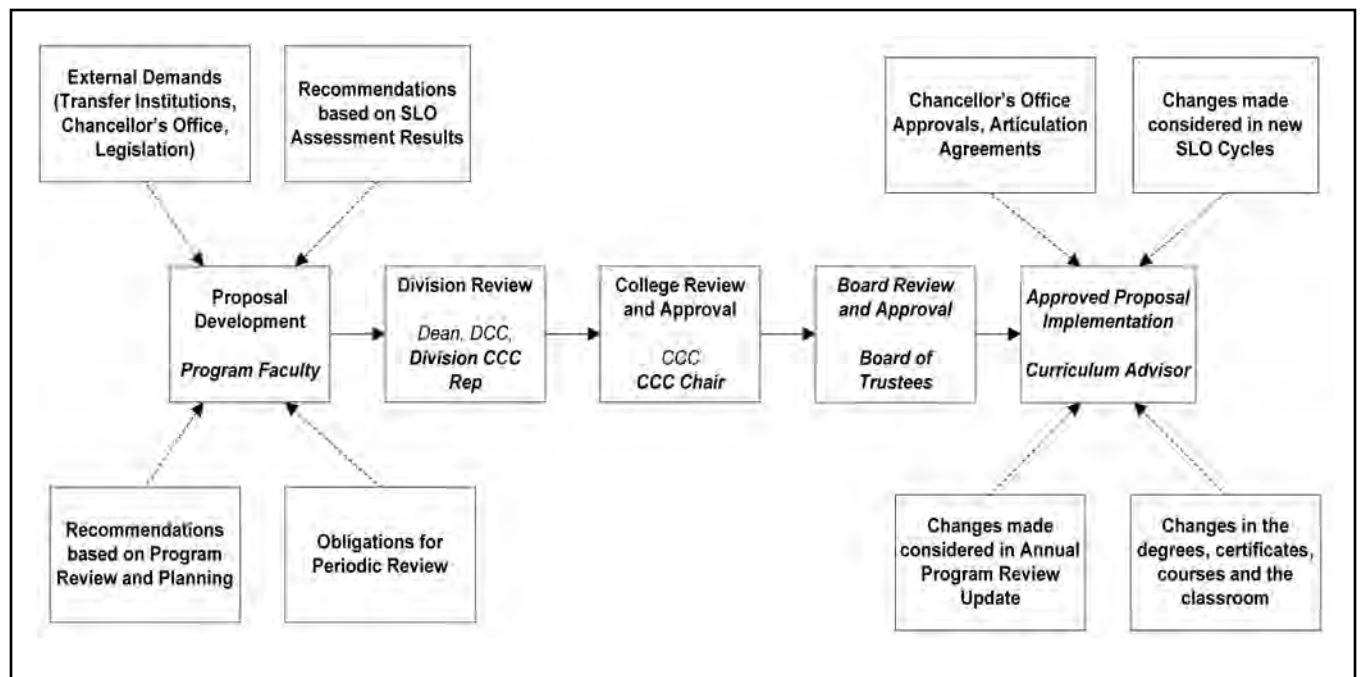 External Demands
(Transfer Institutions,
Chancellor's Office,
Legislation)
Recommendations
based on SLO
Assessment Results
Chancellor's Office
Approvals, Articulation
Agreements
Changes made
considered in new
SLO Cycles
Proposal
Development
Program Faculty
Division Review
Dean, DCC,
Division CCC
Rep
College Review
and Approval
CCC
CCC Chair
Board Review
and Approval
Board of
Trustees
Approved Proposal
Implementation
Curriculum Advisor
Recommendations
based on Program
Review and Planning
Obligations for
Periodic Review
Changes made
considered in Annual
Program Review
Update
Changes in the
degrees, certificates,
courses and the
classroom